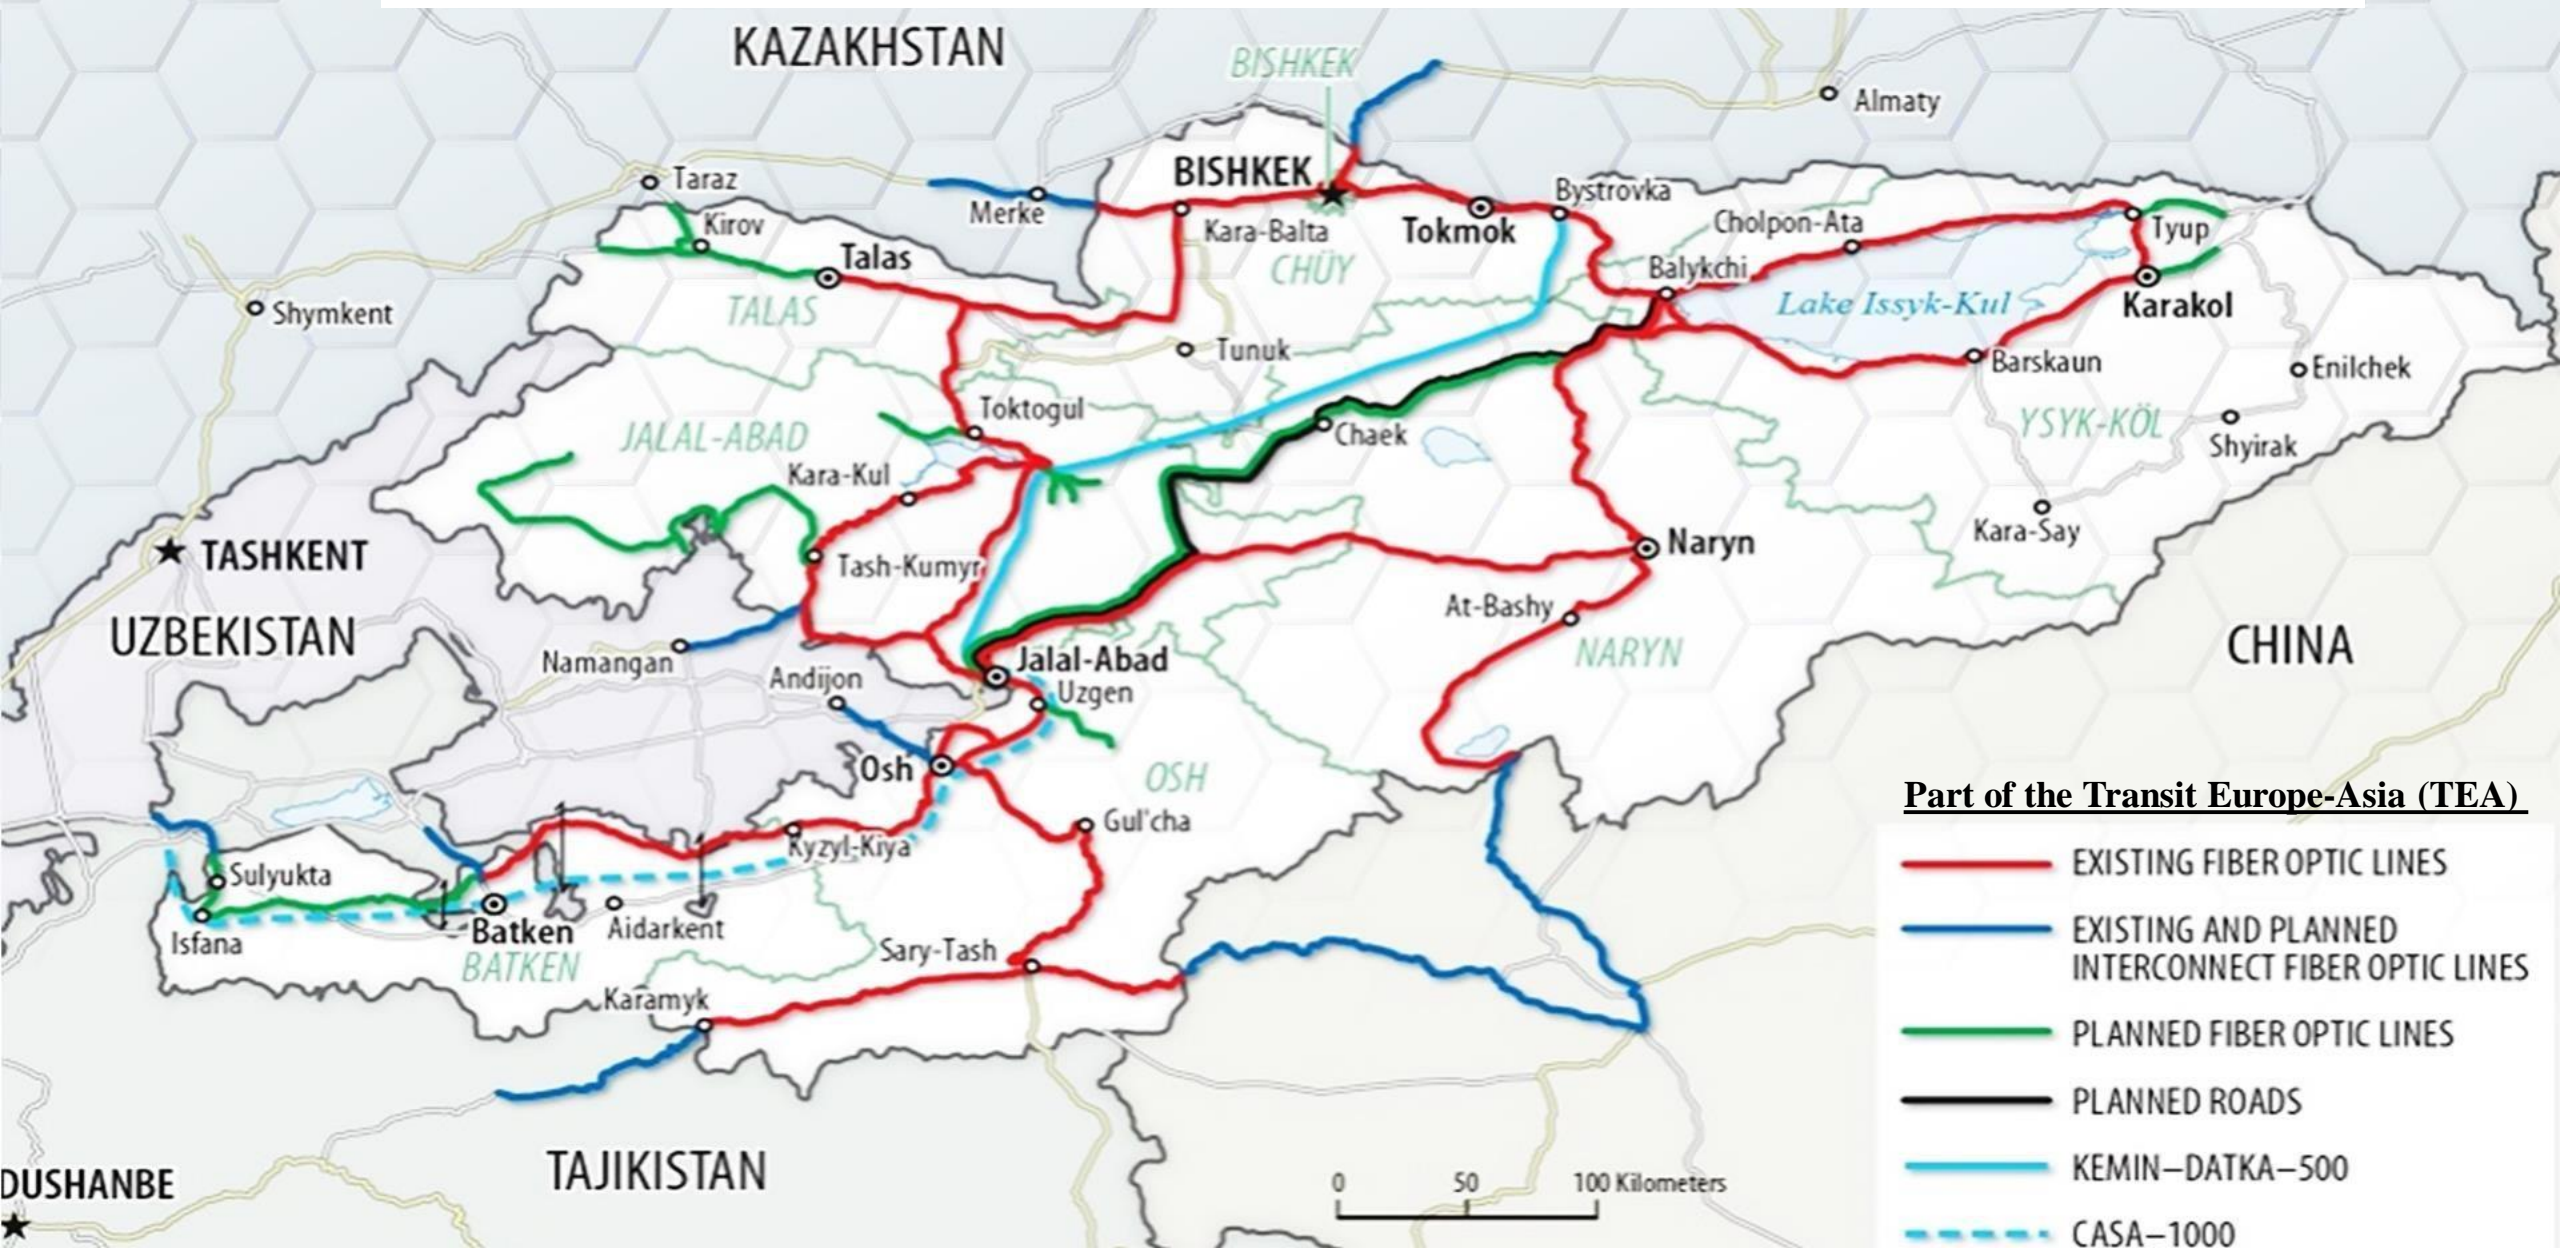 KAZAKHSTAN
BISHKEK
Almaty
Taraz
BISHKEK
Bystrovka
Merke
Kirov
Kara-Balta
Tokmok
Cholpon-Ata
Tyup
Talas
CHÜY
Balykchi
Shymkent
TALAS
Lake Issyk-Kul
Karakol
Tunuk
Barskaun
Enilchek
Toktogul
JALAL-ABAD
Chaek
YSYK-KÖL
Shyirak
Kara-Kul
Kara-Say
TASHKENT
Tash-Kumyr
Naryn
At-Bashy
UZBEKISTAN
NARYN
CHINA
Namangan
Jalal-Abad
Andijon
Uzgen
Osh
OSH
Gul'cha
Kyzyl-Kiya
Sulyukta
Isfana
Batken
Aidarkent
BATKEN
Sary-Tash
Karamyk
TAJIKISTAN
DUSHANBE
0 50 100 Kilometers
Part of the Transit Europe-Asia (TEA)
EXISTING FIBER OPTIC LINES
EXISTING AND PLANNED
INTERCONNECT FIBER OPTIC LINES
PLANNED FIBER OPTIC LINES
PLANNED ROADS
KEMIN–DATKA–500
CASA–1000